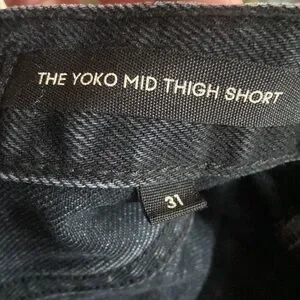 THE YOKO MID THIGH SHORT
31